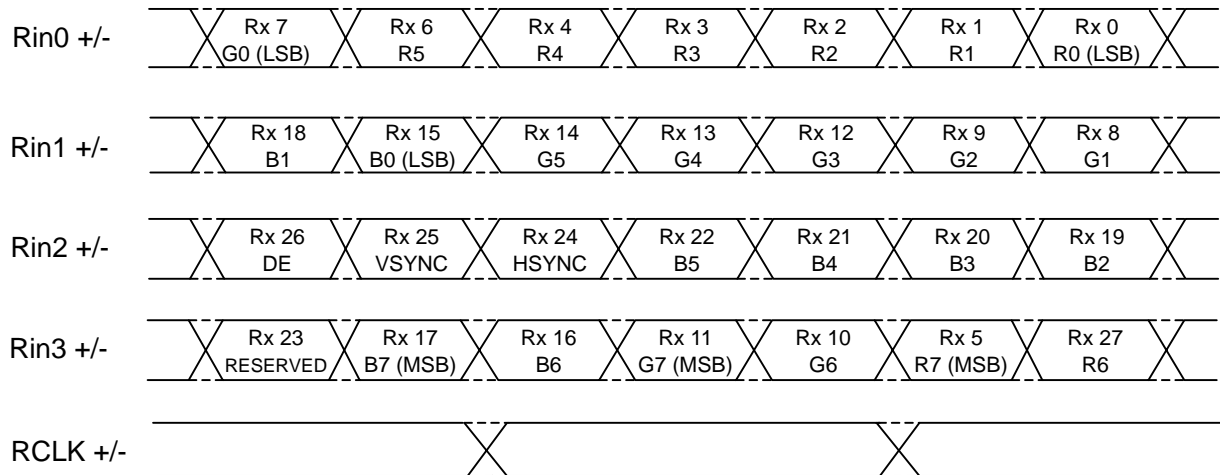 Rin0 +/-
Rx 7 Rx 6 Rx 4 Rx 3 Rx 2 Rx 1 Rx 0
G0 (LSB) R5 R4 R3 R2 R1 R0 (LSB)
Rin1 +/-
Rx 18 Rx 15 Rx 14 Rx 13 Rx 12 Rx 9 Rx 8
B1 B0 (LSB) G5 G4 G3 G2 G1
Rin2 +/-
Rx 26 Rx 25 Rx 24 Rx 22 Rx 21 Rx 20 Rx 19
DE VSYNC HSYNC B5 B4 B3 B2
Rin3 +/-
Rx 23 Rx 17 Rx 16 Rx 11 Rx 10 Rx 5 Rx 27
RESERVED B7 (MSB) B6 G7 (MSB) G6 R7 (MSB) R6
RCLK +/-